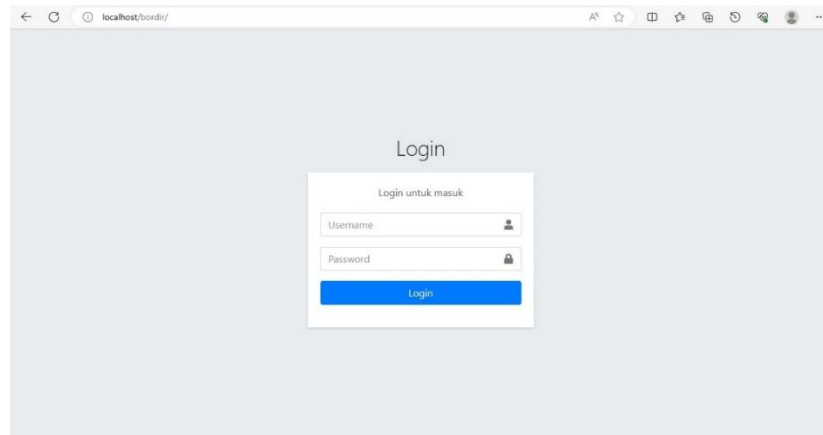 localhost/bordir/
Login
Login untuk masuk
Username
Password
Login